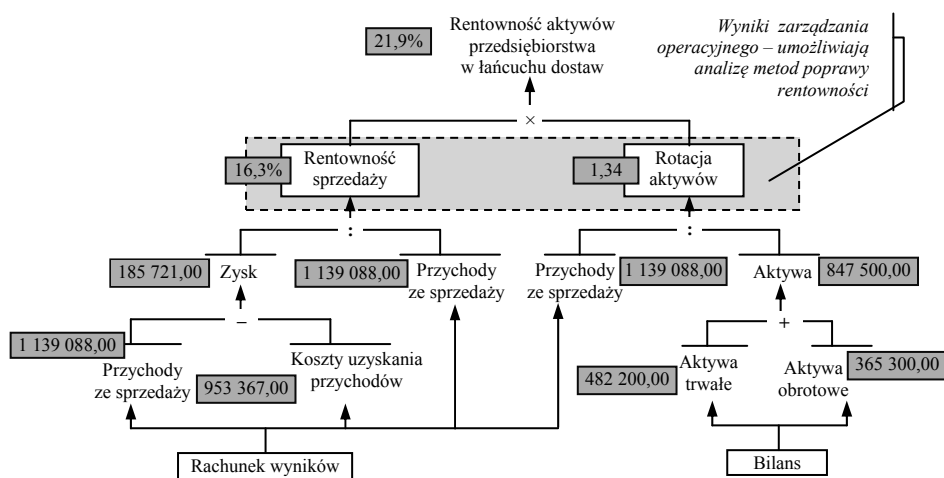 21,9%
Rentowność aktywów
przedsiębiorstwa
w łańcuchu dostaw
Wyniki zarządzania
operacyjnego – umożliwiają
analizę metod poprawy
rentowności
×
16,3%
Rentowność
sprzedaży
1,34
Rotacja
aktywów
:
:
185 721,00
Zysk
1 139 088,00
Przychody
ze sprzedaży
Przychody
ze sprzedaży
1 139 088,00
Aktywa
847 500,00
–
+
1 139 088,00
Przychody
ze sprzedaży
953 367,00
Koszty uzyskania
przychodów
482 200,00
Aktywa
trwałe
Aktywa
obrotowe
365 300,00
Rachunek wyników
Bilans